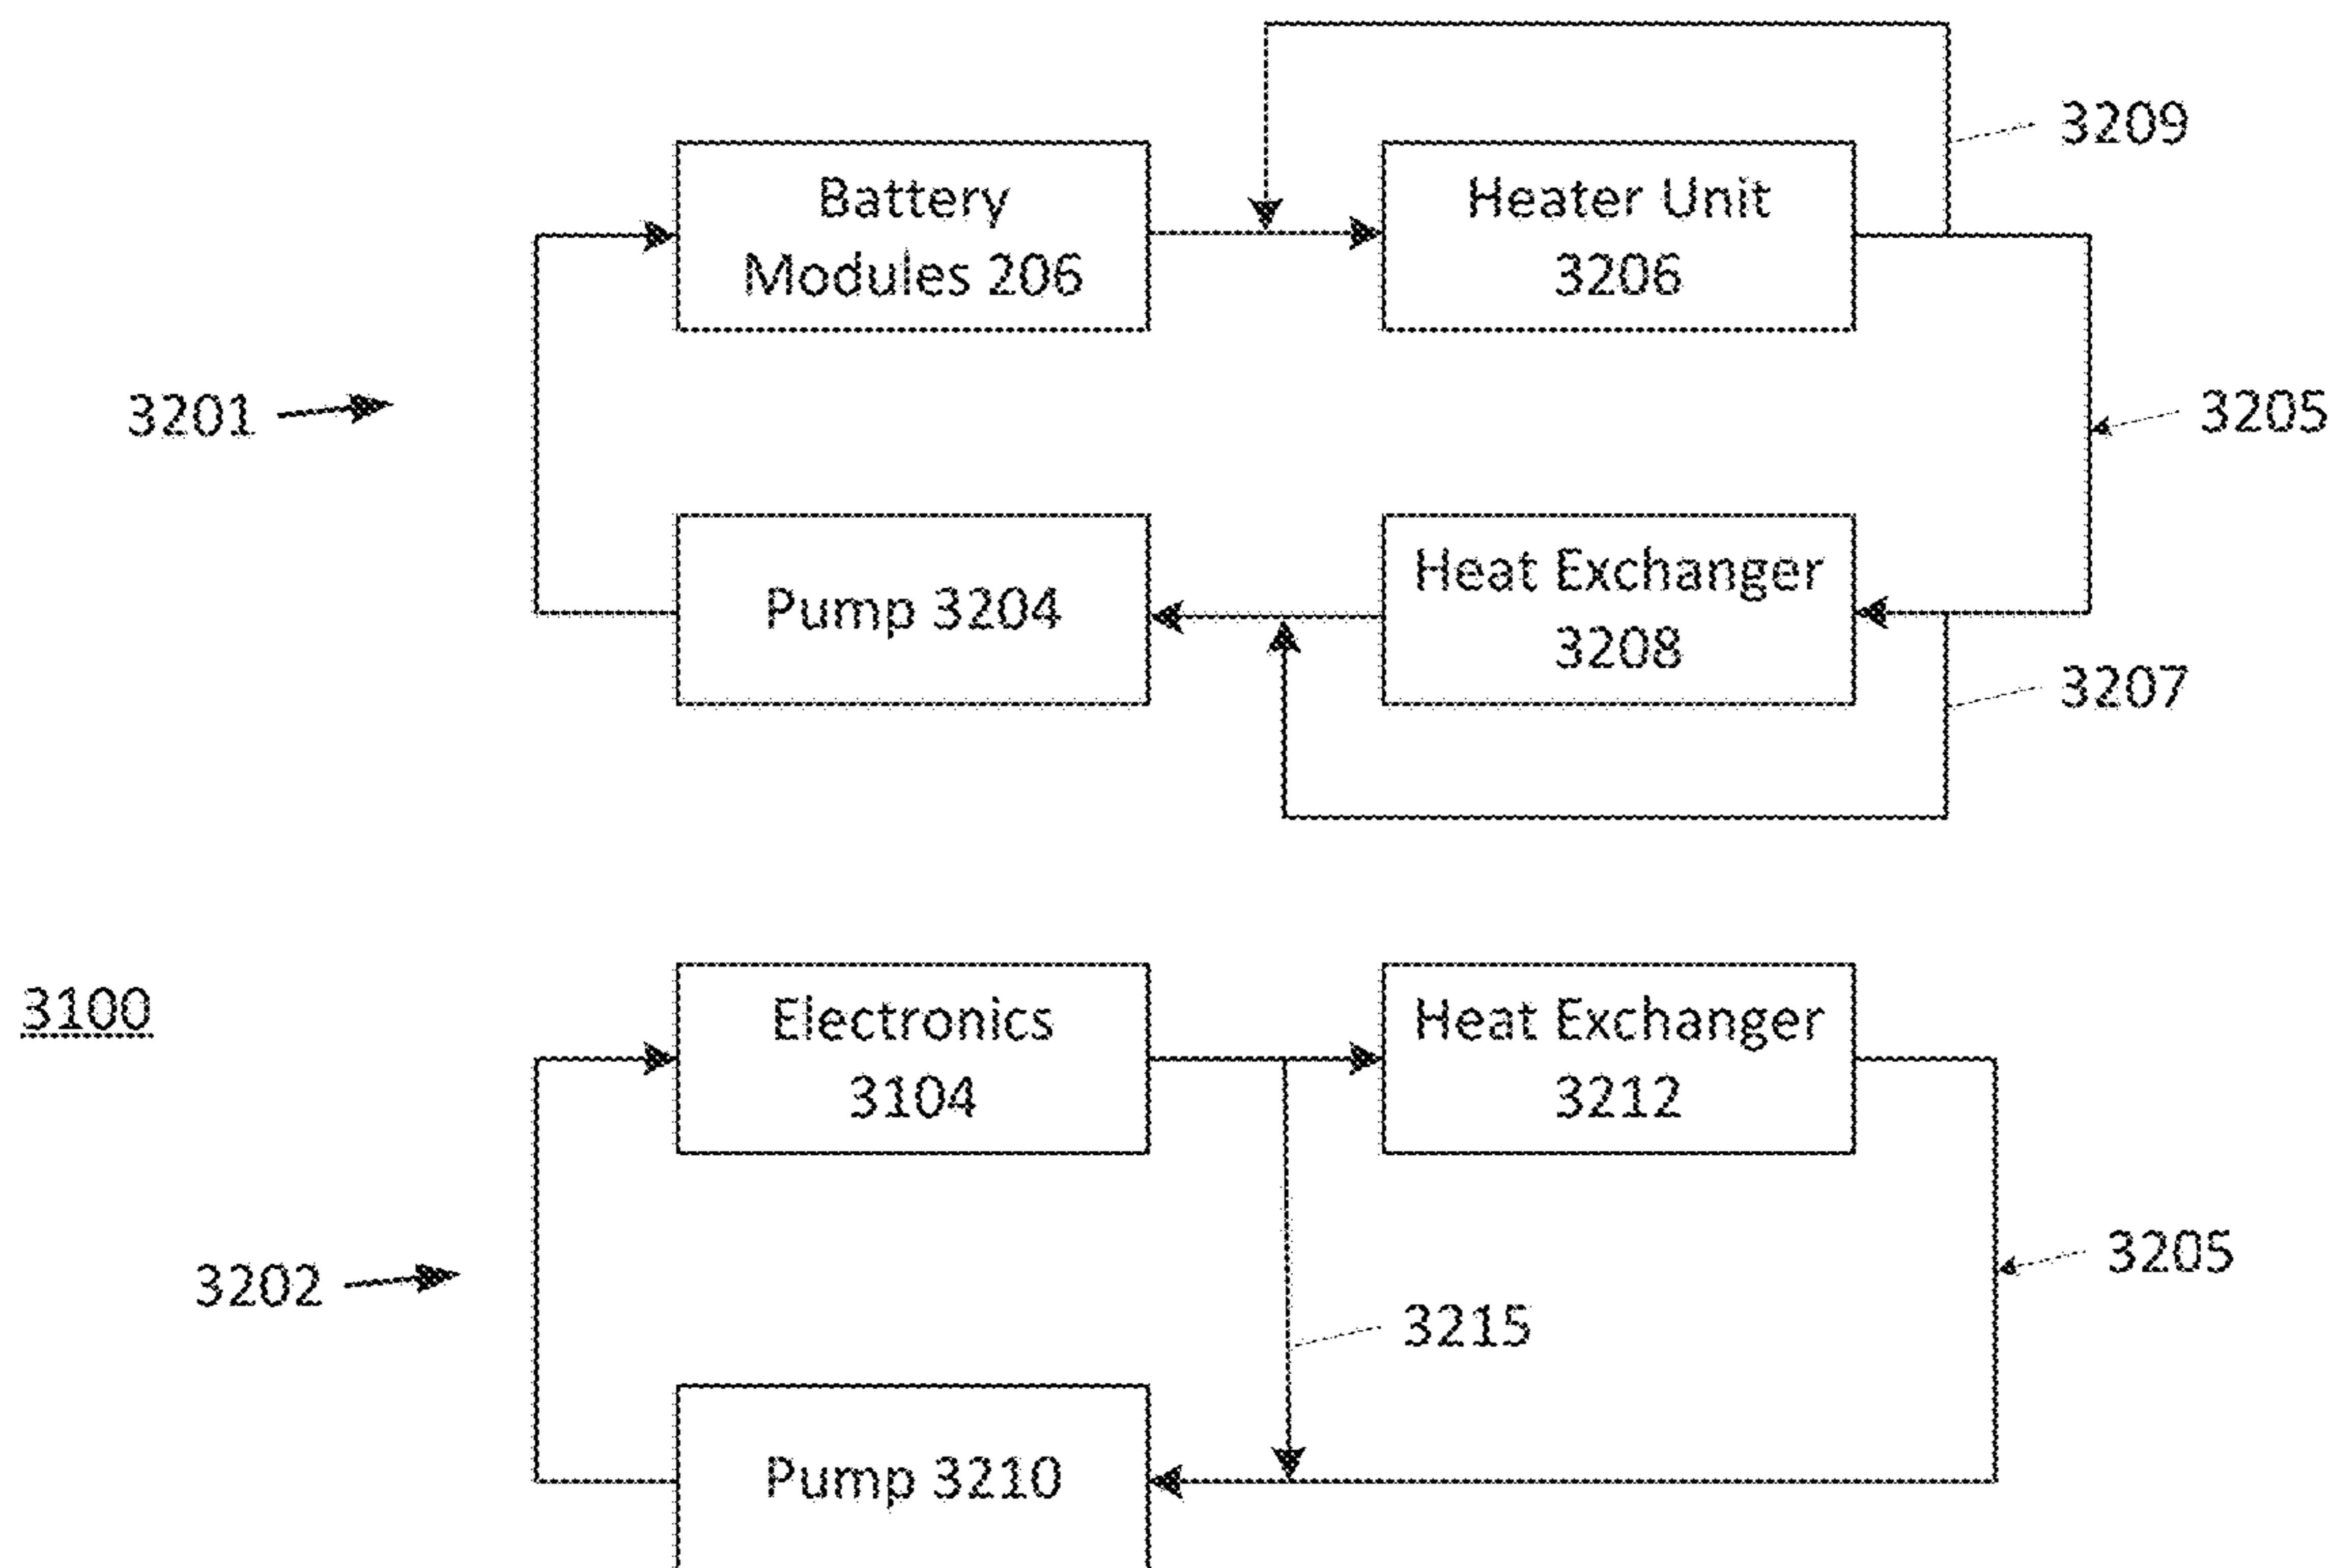 3209
Battery
Modules 206
Heater Unit
3206
3201
3205
Pump 3204
Heat Exchanger
3208
3207
3100
Electronics
3104
Heat Exchanger
3212
3202
3205
3215
Pump 3210